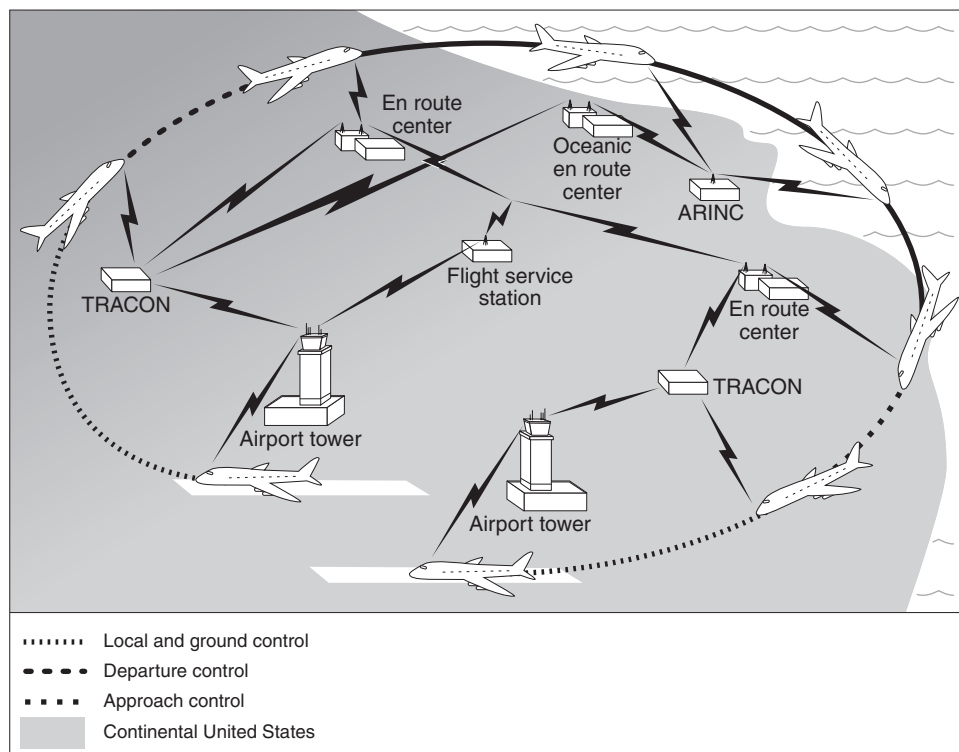 En route
center
Oceanic
en route
center
ARINC
TRACON
Flight service
station
En route
center
TRACON
Airport tower
Airport tower
Local and ground control
Departure control
Approach control
Continental United States